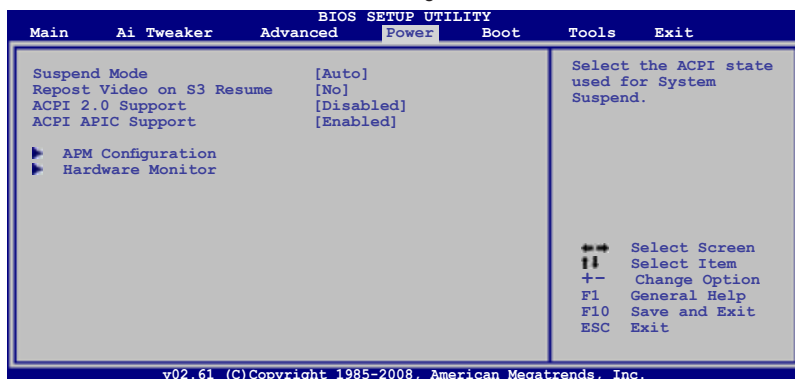 BIOS SETUP UTILITY
Main Ai Tweaker Advanced Power Boot Tools Exit
Suspend Mode [Auto]
Repost Video on S3 Resume [No]
ACPI 2.0 Support [Disabled]
ACPI APIC Support [Enabled]
APM Configuration
Hardware Monitor
Select the ACPI state
used for System
Suspend.
←→ Select Screen
↑↓ Select Item
+- Change Option
F1 General Help
F10 Save and Exit
ESC Exit
v02.61 (C)Copyright 1985-2008, American Megatrends, Inc.